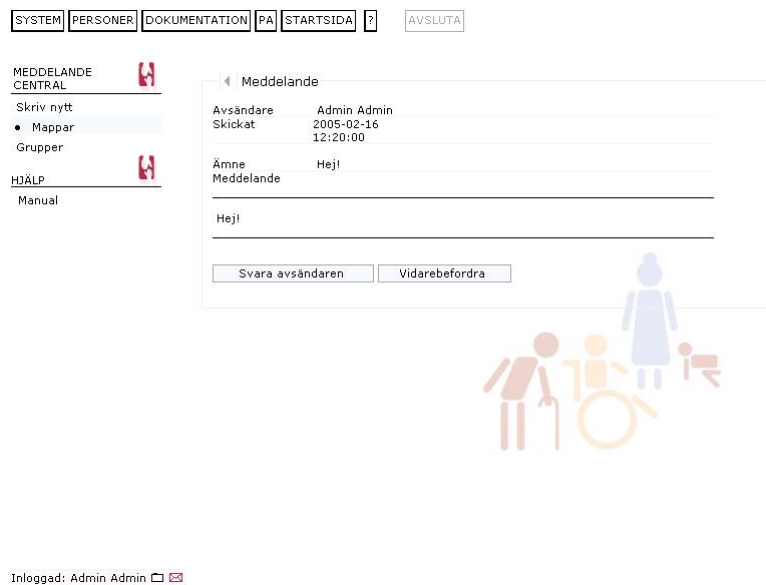 SYSTEM PERSONER DOKUMENTATION PA STARTSIDA ? AVSLUTA
MEDDELANDE
CENTRAL
Skriv nytt
Mappar
Grupper
HJÄLP
Manual
Meddelande
Avsändare Admin Admin
Skickat 2005-02-16
12:20:00
Ämne Hej!
Meddelande
Hej!
Svara avsändaren Vidarebefordra
Inloggad: Admin Admin